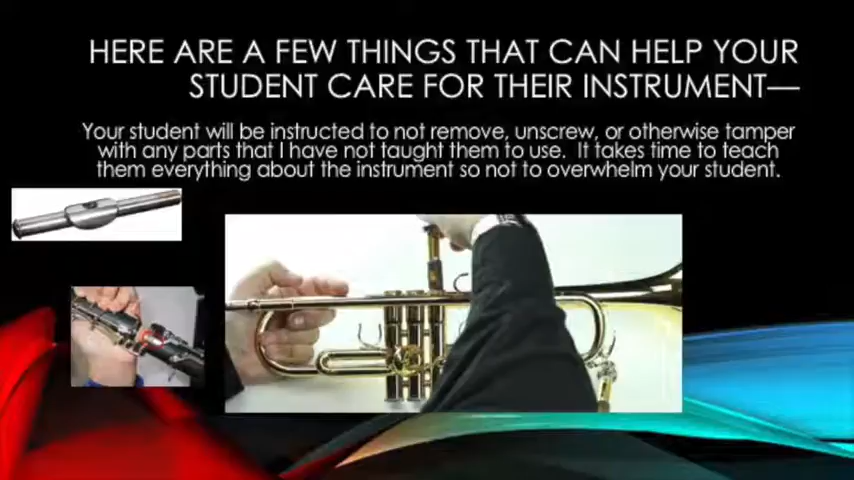 HERE ARE A FEW THINGS THAT CAN HELP YOUR
STUDENT CARE FOR THEIR INSTRUMENT—
Your student will be instructed to not remove, unscrew, or otherwise tamper
with any parts that I have not taught them to use. It takes time to teach
them everything about the instrument so not to overwhelm your student.